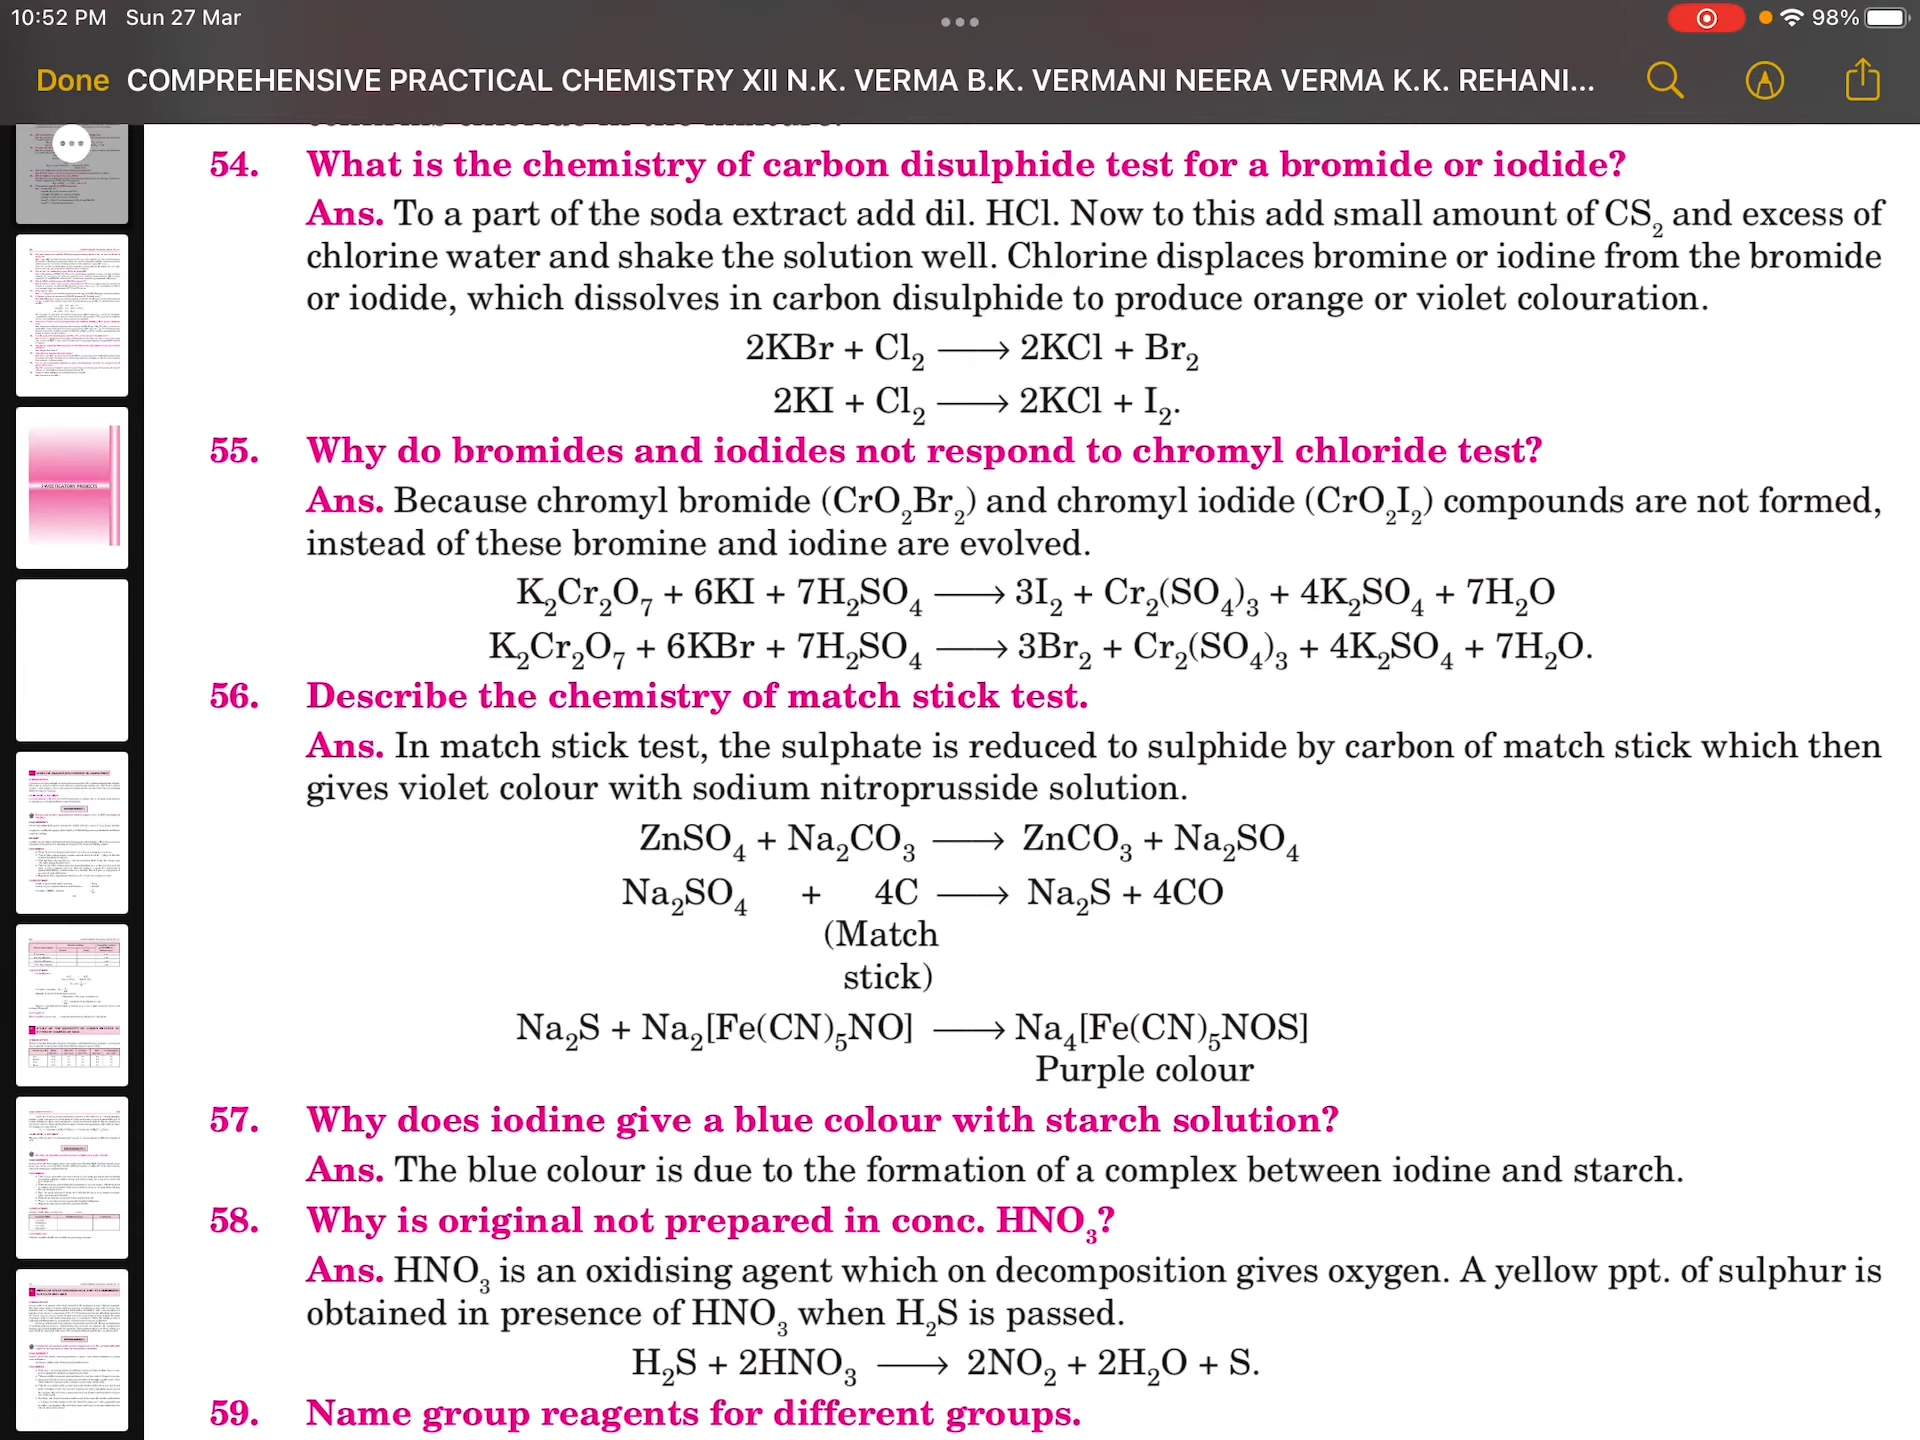 10:52 PM Sun 27 Mar
98%
Done COMPREHENSIVE PRACTICAL CHEMISTRY XII N.K. VERMA B.K. VERMANI NEERA VERMA K.K. REHANI...
54. What is the chemistry of carbon disulphide test for a bromide or iodide?
Ans. To a part of the soda extract add dil. HCl. Now to this add small amount of CS₂ and excess of
chlorine water and shake the solution well. Chlorine displaces bromine or iodine from the bromide
or iodide, which dissolves in carbon disulphide to produce orange or violet colouration.
2KBr + Cl₂ ⟶ 2KCl + Br₂
2KI + Cl₂ ⟶ 2KCl + I₂.
55. Why do bromides and iodides not respond to chromyl chloride test?
Ans. Because chromyl bromide (CrO₂Br₂) and chromyl iodide (CrO₂I₂) compounds are not formed,
instead of these bromine and iodine are evolved.
K₂Cr₂O₇ + 6KI + 7H₂SO₄ ⟶ 3I₂ + Cr₂(SO₄)₃ + 4K₂SO₄ + 7H₂O
K₂Cr₂O₇ + 6KBr + 7H₂SO₄ ⟶ 3Br₂ + Cr₂(SO₄)₃ + 4K₂SO₄ + 7H₂O.
56. Describe the chemistry of match stick test.
Ans. In match stick test, the sulphate is reduced to sulphide by carbon of match stick which then
gives violet colour with sodium nitroprusside solution.
ZnSO₄ + Na₂CO₃ ⟶ ZnCO₃ + Na₂SO₄
Na₂SO₄ + 4C ⟶ Na₂S + 4CO
(Match
stick)
Na₂S + Na₂[Fe(CN)₅NO] ⟶ Na₄[Fe(CN)₅NOS]
Purple colour
57. Why does iodine give a blue colour with starch solution?
Ans. The blue colour is due to the formation of a complex between iodine and starch.
58. Why is original not prepared in conc. HNO₃?
Ans. HNO₃ is an oxidising agent which on decomposition gives oxygen. A yellow ppt. of sulphur is
obtained in presence of HNO₃ when H₂S is passed.
H₂S + 2HNO₃ ⟶ 2NO₂ + 2H₂O + S.
59. Name group reagents for different groups.
INVESTIGATORY PROJECTS